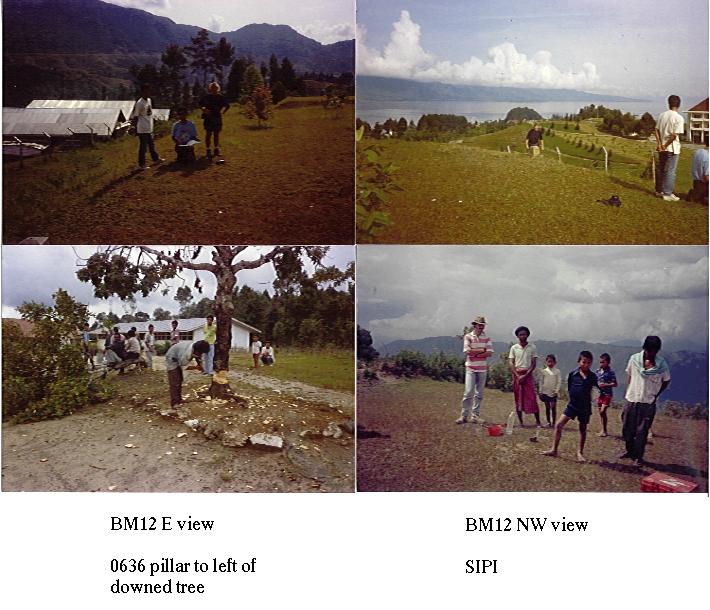 BM12 E view
BM12 NW view
0636 pillar to left of
downed tree
SIPI